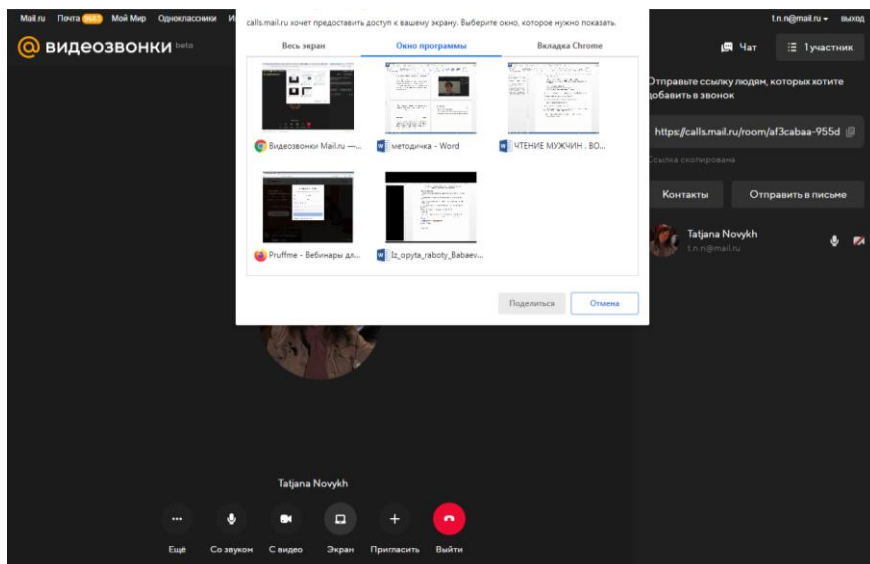 Mail.ru Почта Мой Мир Одноклассники
t.n.n@mail.ru выход
calls.mail.ru хочет предоставить доступ к вашему экрану. Выберите окно, которое нужно показать.
видеозвонки beta
Весь экран Окно программы Вкладка Chrome
Чат 1 участник
Отправьте ссылку людям, которых хотите
добавить в звонок
https://calls.mail.ru/room/af3cabaa-955d
Видеозвонки Mail.ru —... методичка - Word ЧТЕНИЕ МУЖЧИН . ВО...
Ссылка скопирована
Контакты Отправить в письме
Tatjana Novykh
t.n.n@mail.ru
Pruffme - Вебинары дл... Iz_opyta_raboty_Babaev...
Поделиться Отмена
Tatjana Novykh
Ещё Со звуком С видео Экран Пригласить Выйти